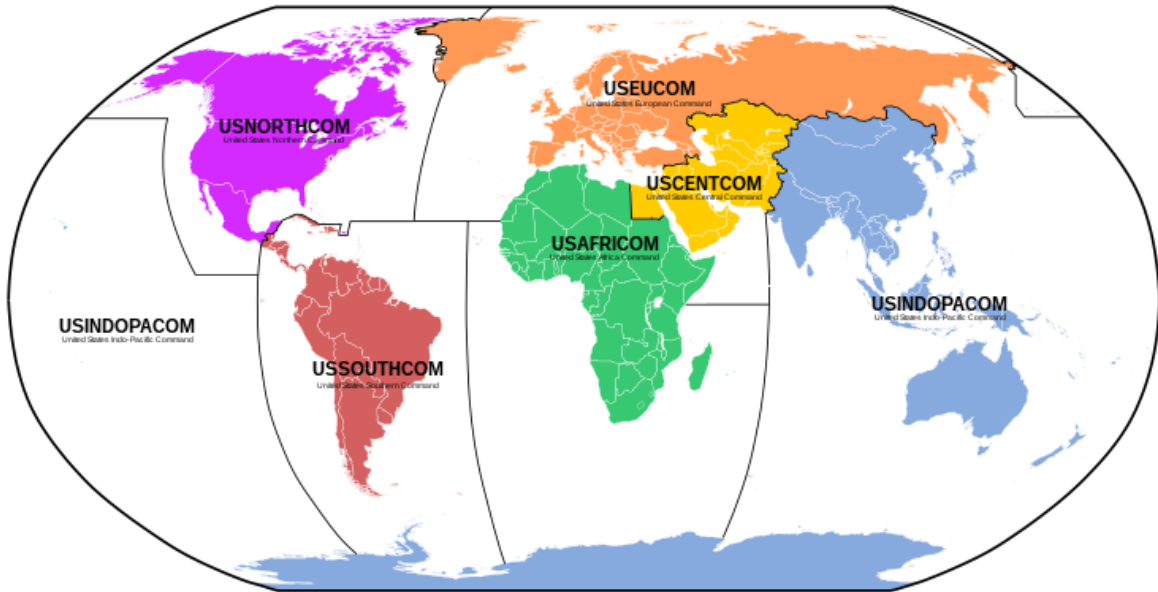 USEUCOM
United States European Command
USNORTHCOM
United States Northern Command
USCENTCOM
United States Central Command
USAFRICOM
United States Africa Command
USINDOPACOM
United States Indo-Pacific Command
USINDOPACOM
United States Indo-Pacific Command
USSOUTHCOM
United States Southern Command